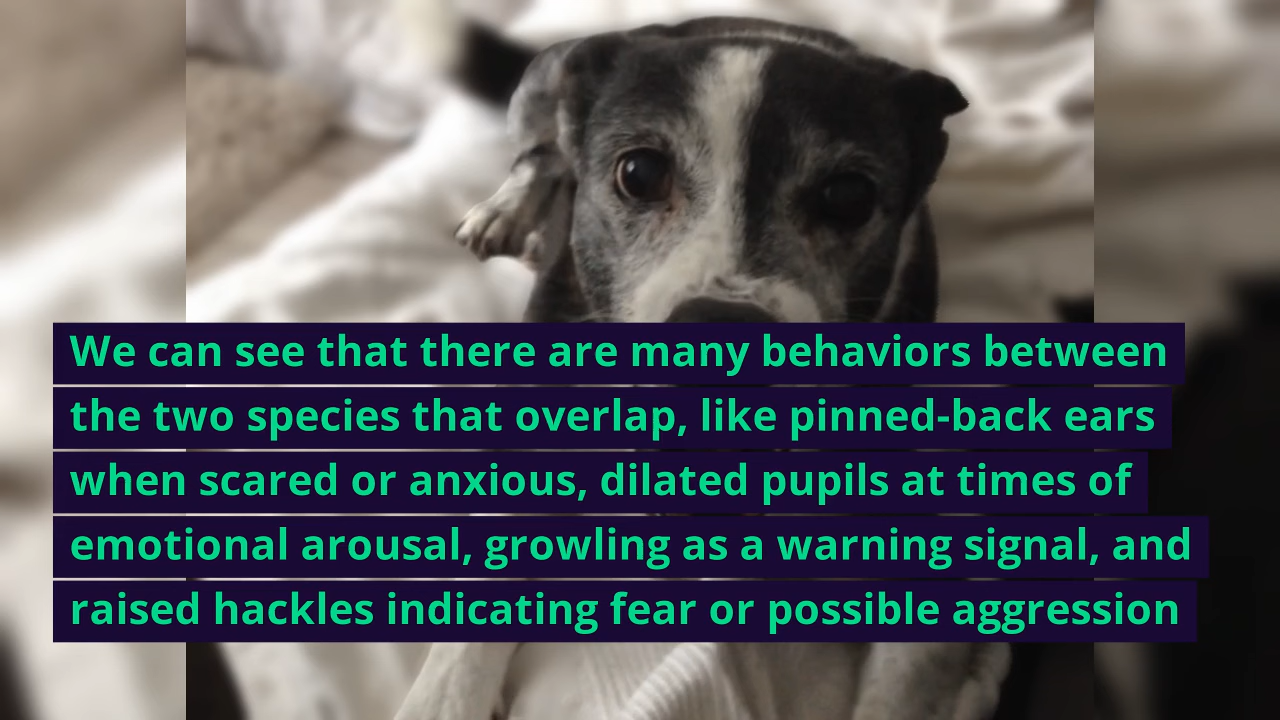 We can see that there are many behaviors between
the two species that overlap, like pinned-back ears
when scared or anxious, dilated pupils at times of
emotional arousal, growling as a warning signal, and
raised hackles indicating fear or possible aggression